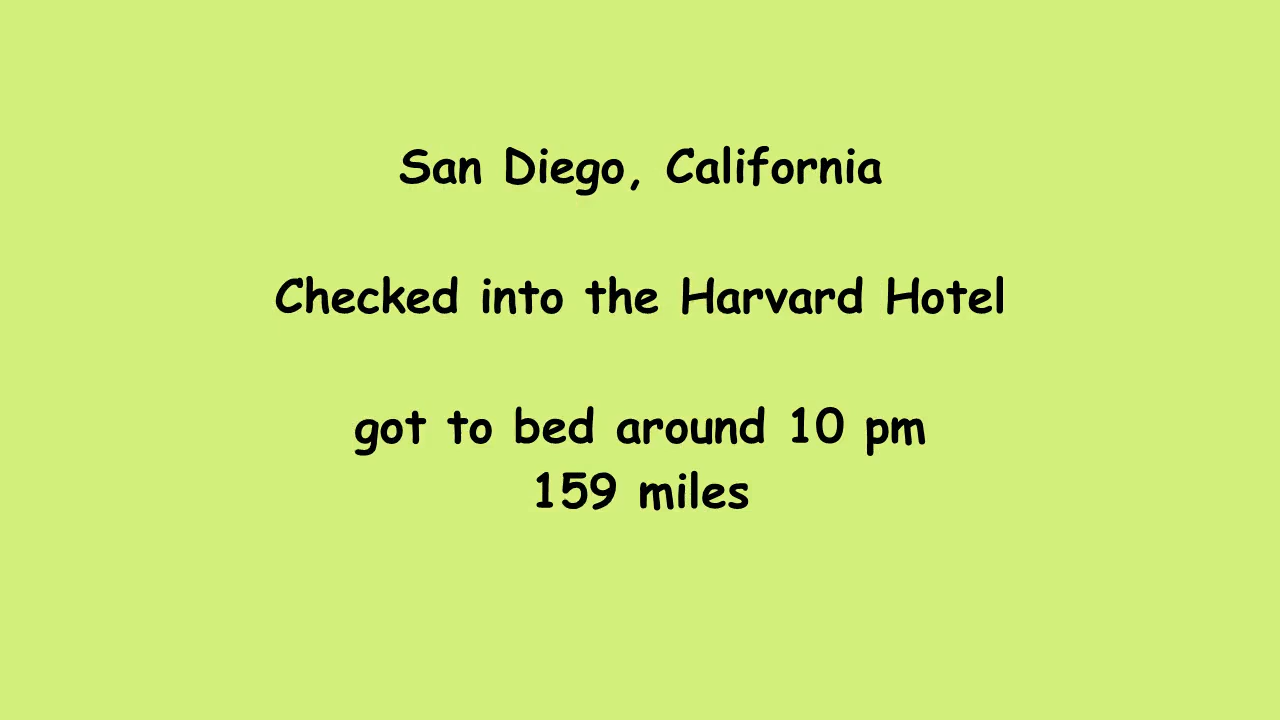 San Diego, California
Checked into the Harvard Hotel
got to bed around 10 pm
159 miles